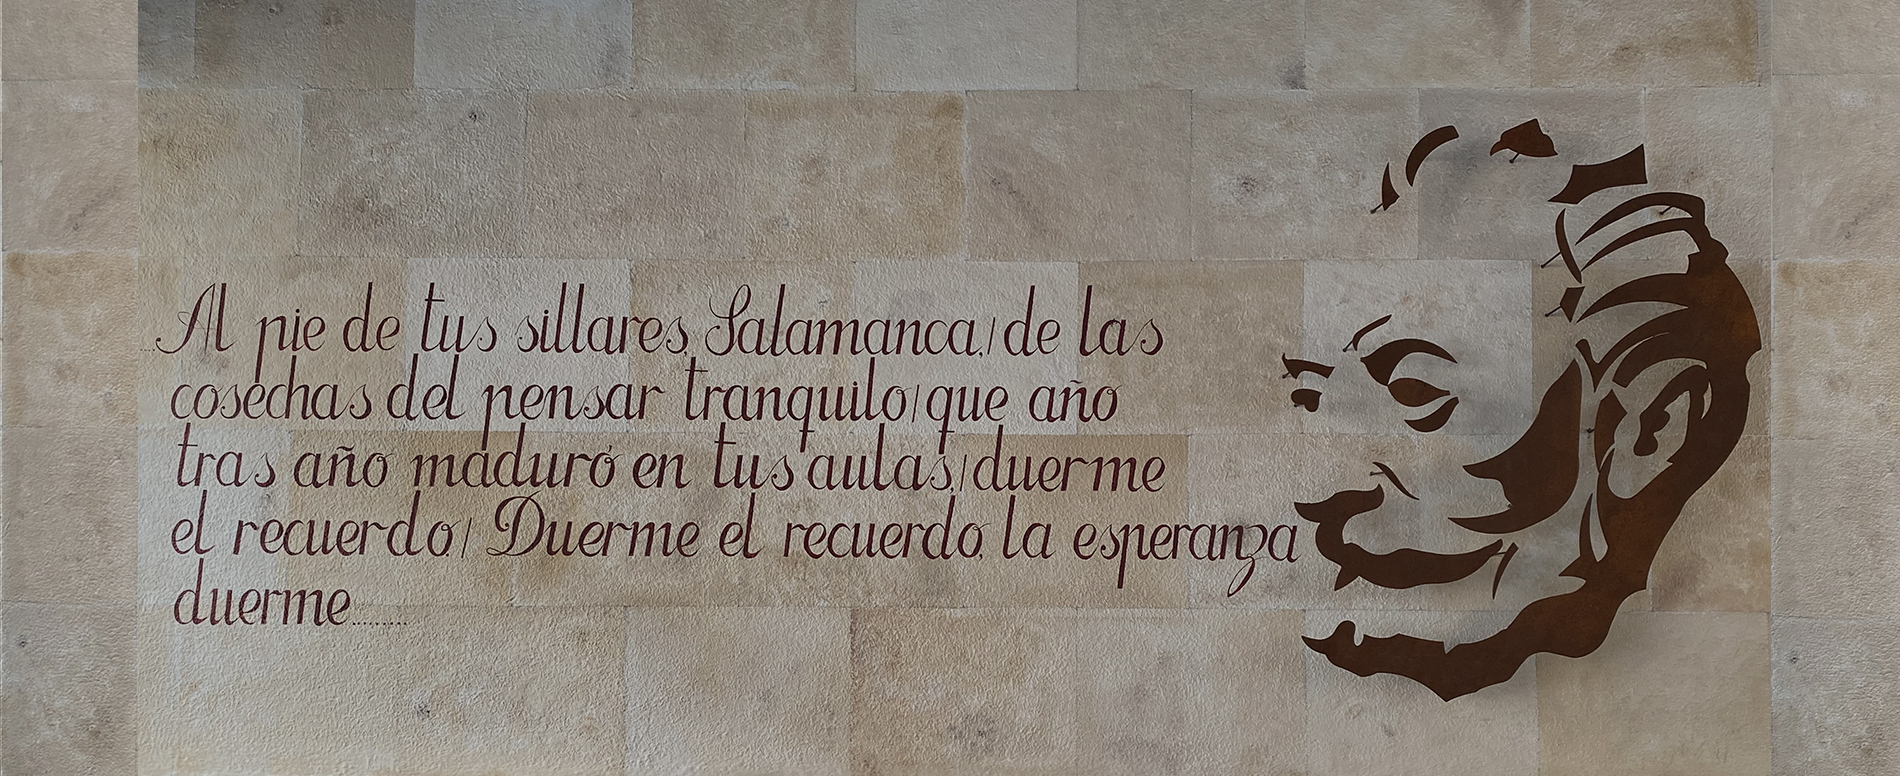 ...Al pie de tus sillares, Salamanca,/de las
cosechas del pensar tranquilo/que año
tras año maduró en tus aulas,/duerme
el recuerdo/ Duerme el recuerdo, la esperanza
duerme.........